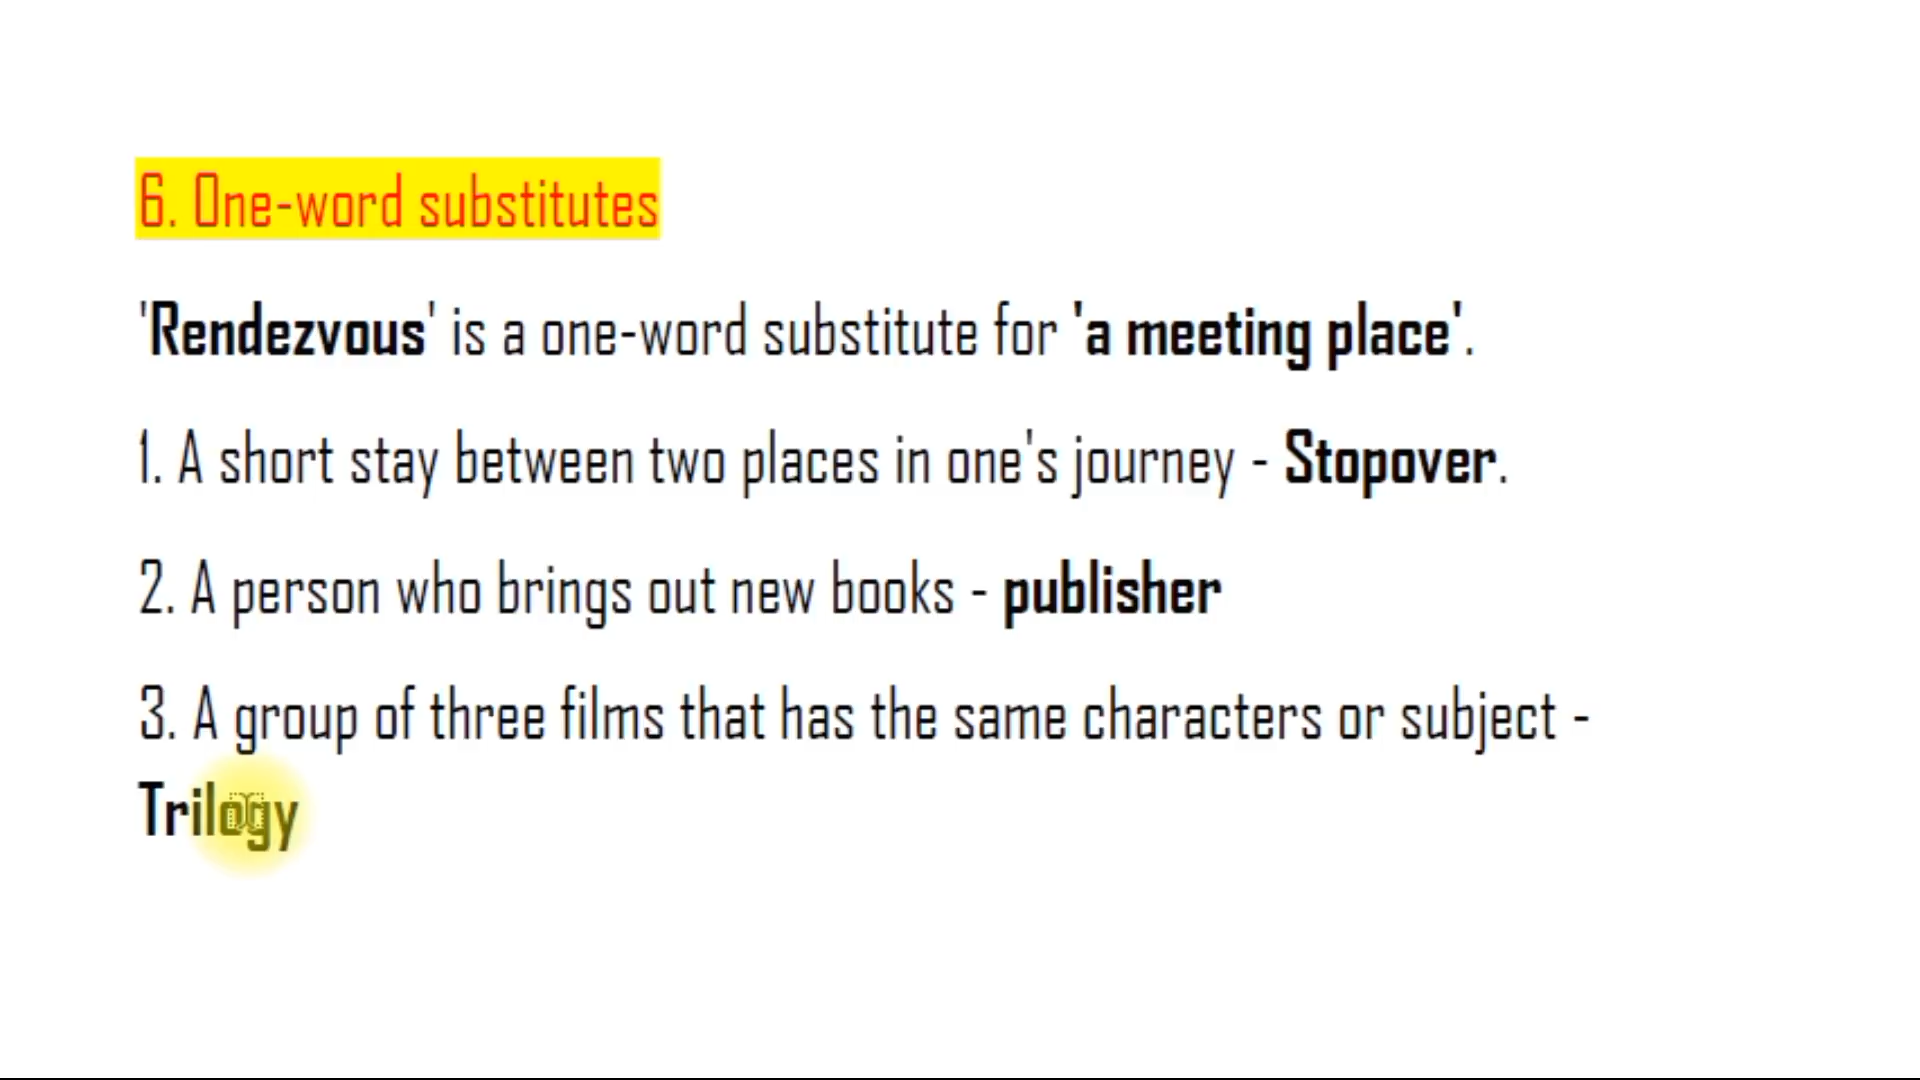 6. One-word substitutes
'Rendezvous' is a one-word substitute for 'a meeting place'.
1. A short stay between two places in one's journey - Stopover.
2. A person who brings out new books - publisher
3. A group of three films that has the same characters or subject -
Trilogy